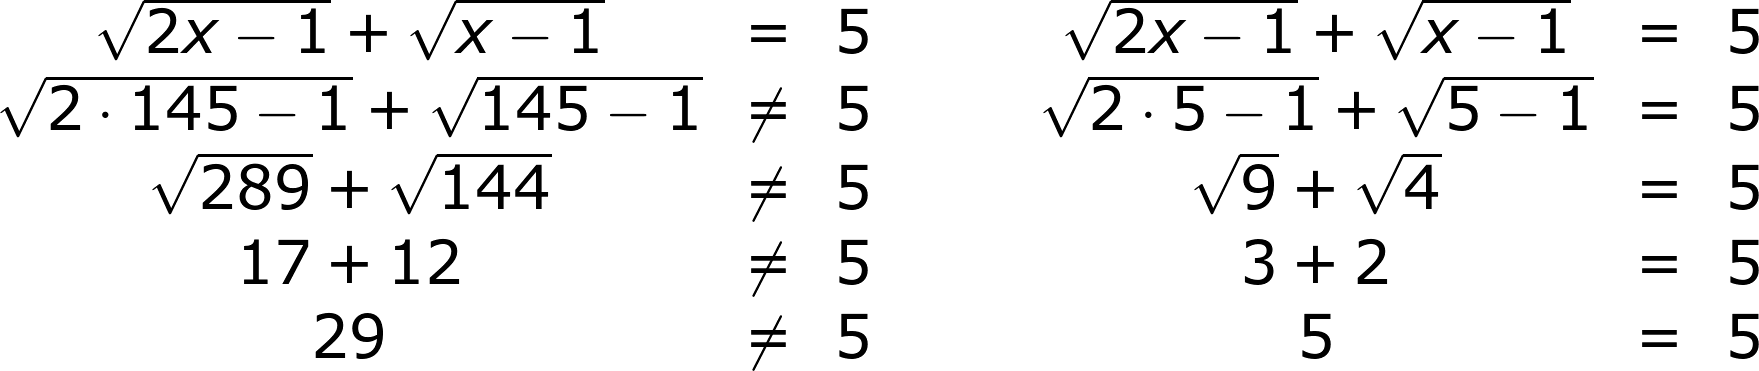 √(2x − 1) + √(x − 1) = 5
√(2 · 145 − 1) + √(145 − 1) ≠ 5
√289 + √144 ≠ 5
17 + 12 ≠ 5
29 ≠ 5
√(2x − 1) + √(x − 1) = 5
√(2 · 5 − 1) + √(5 − 1) = 5
√9 + √4 = 5
3 + 2 = 5
5 = 5